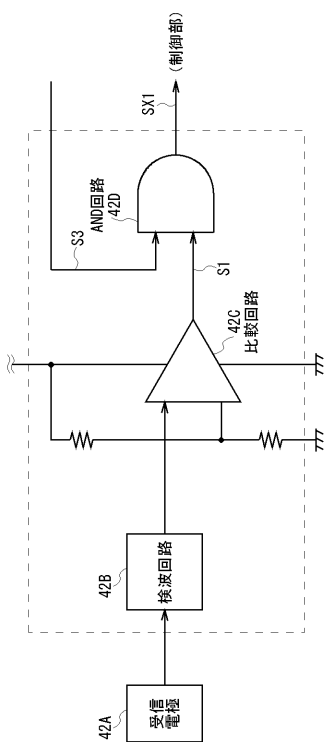 42A
受信
電極
42B
検波回路
42C
比較回路
S1
S3
AND回路
42D
SX1
(制御部)